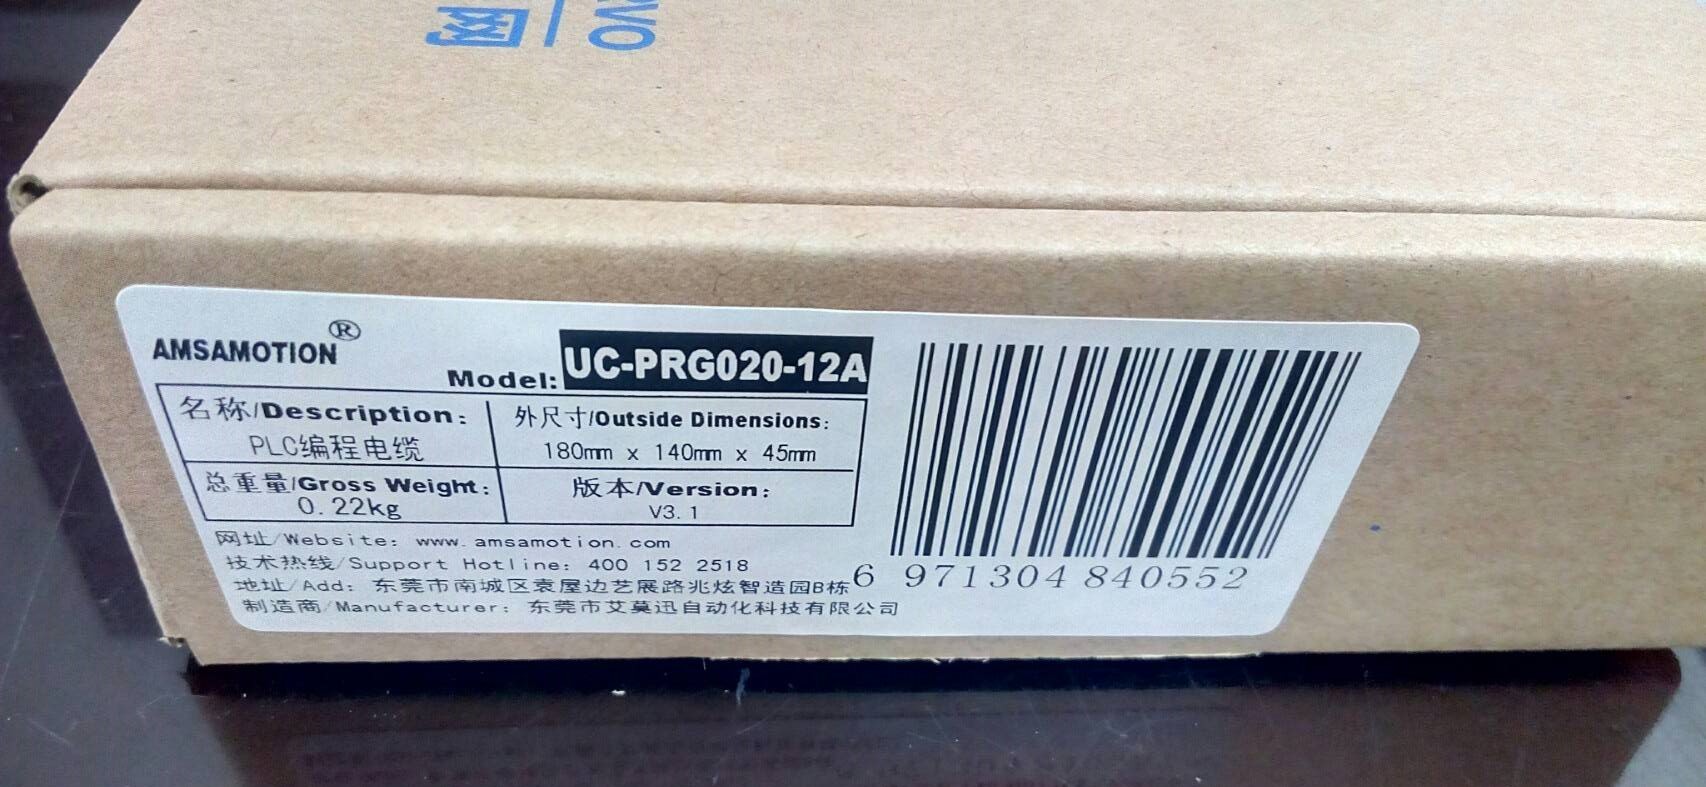 网
AMSAMOTION®
Model: UC-PRG020-12A
名称/Description:
PLC编程电缆
外尺寸/Outside Dimensions:
180mm x 140mm x 45mm
总重量/Gross Weight:
0.22kg
版本/Version:
V3.1
网址/Website: www.amsamotion.com
技术热线/Support Hotline: 400 152 2518
地址/Add: 东莞市南城区袁屋边艺展路兆炫智造园B栋
制造商/Manufacturer: 东莞市艾莫迅自动化科技有限公司
6 971304 840552